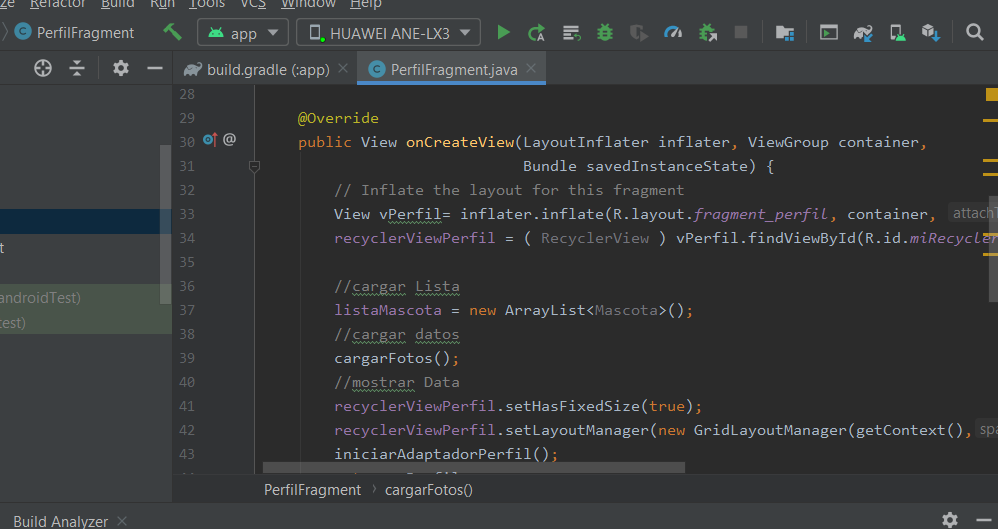 ze Refactor Build Run Tools VCS Window Help
PerfilFragment app HUAWEI ANE-LX3
build.gradle (:app) PerfilFragment.java
28
29 @Override
30 public View onCreateView(LayoutInflater inflater, ViewGroup container,
31 Bundle savedInstanceState) {
32 // Inflate the layout for this fragment
33 View vPerfil= inflater.inflate(R.layout.fragment_perfil, container, attachT
34 recyclerViewPerfil = ( RecyclerView ) vPerfil.findViewById(R.id.miRecycler
35
36 //cargar Lista
37 listaMascota = new ArrayList<Mascota>();
38 //cargar datos
39 cargarFotos();
40 //mostrar Data
41 recyclerViewPerfil.setHasFixedSize(true);
42 recyclerViewPerfil.setLayoutManager(new GridLayoutManager(getContext(), spa
43 iniciarAdaptadorPerfil();
t
androidTest)
test)
PerfilFragment cargarFotos()
Build Analyzer